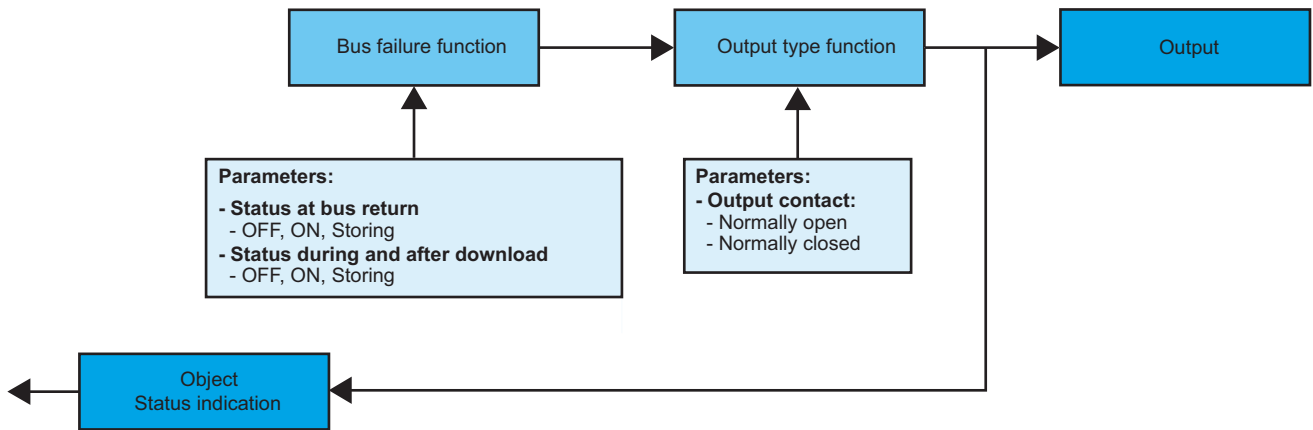 Bus failure function
Output type function
Output
Parameters:
- Status at bus return
- OFF, ON, Storing
- Status during and after download
- OFF, ON, Storing
Parameters:
- Output contact:
- Normally open
- Normally closed
Object
Status indication